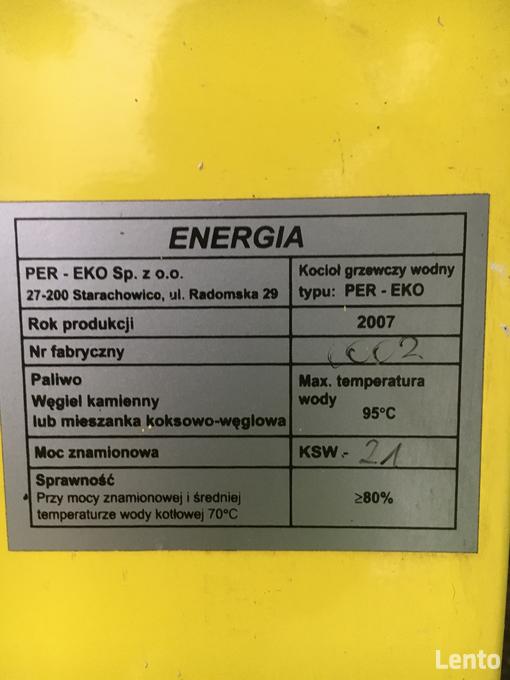 ENERGIA
PER - EKO Sp. z o.o.
27-200 Starachowico, ul. Radomska 29
Kocioł grzewczy wodny
typu: PER - EKO
Rok produkcji
2007
Nr fabryczny
0002
Paliwo
Węgiel kamienny
lub mieszanka koksowo-węglowa
Max. temperatura
wody
95°C
Moc znamionowa
KSW - 21
Sprawność
Przy mocy znamionowej i średniej
temperaturze wody kotłowej 70°C
≥80%
Lento